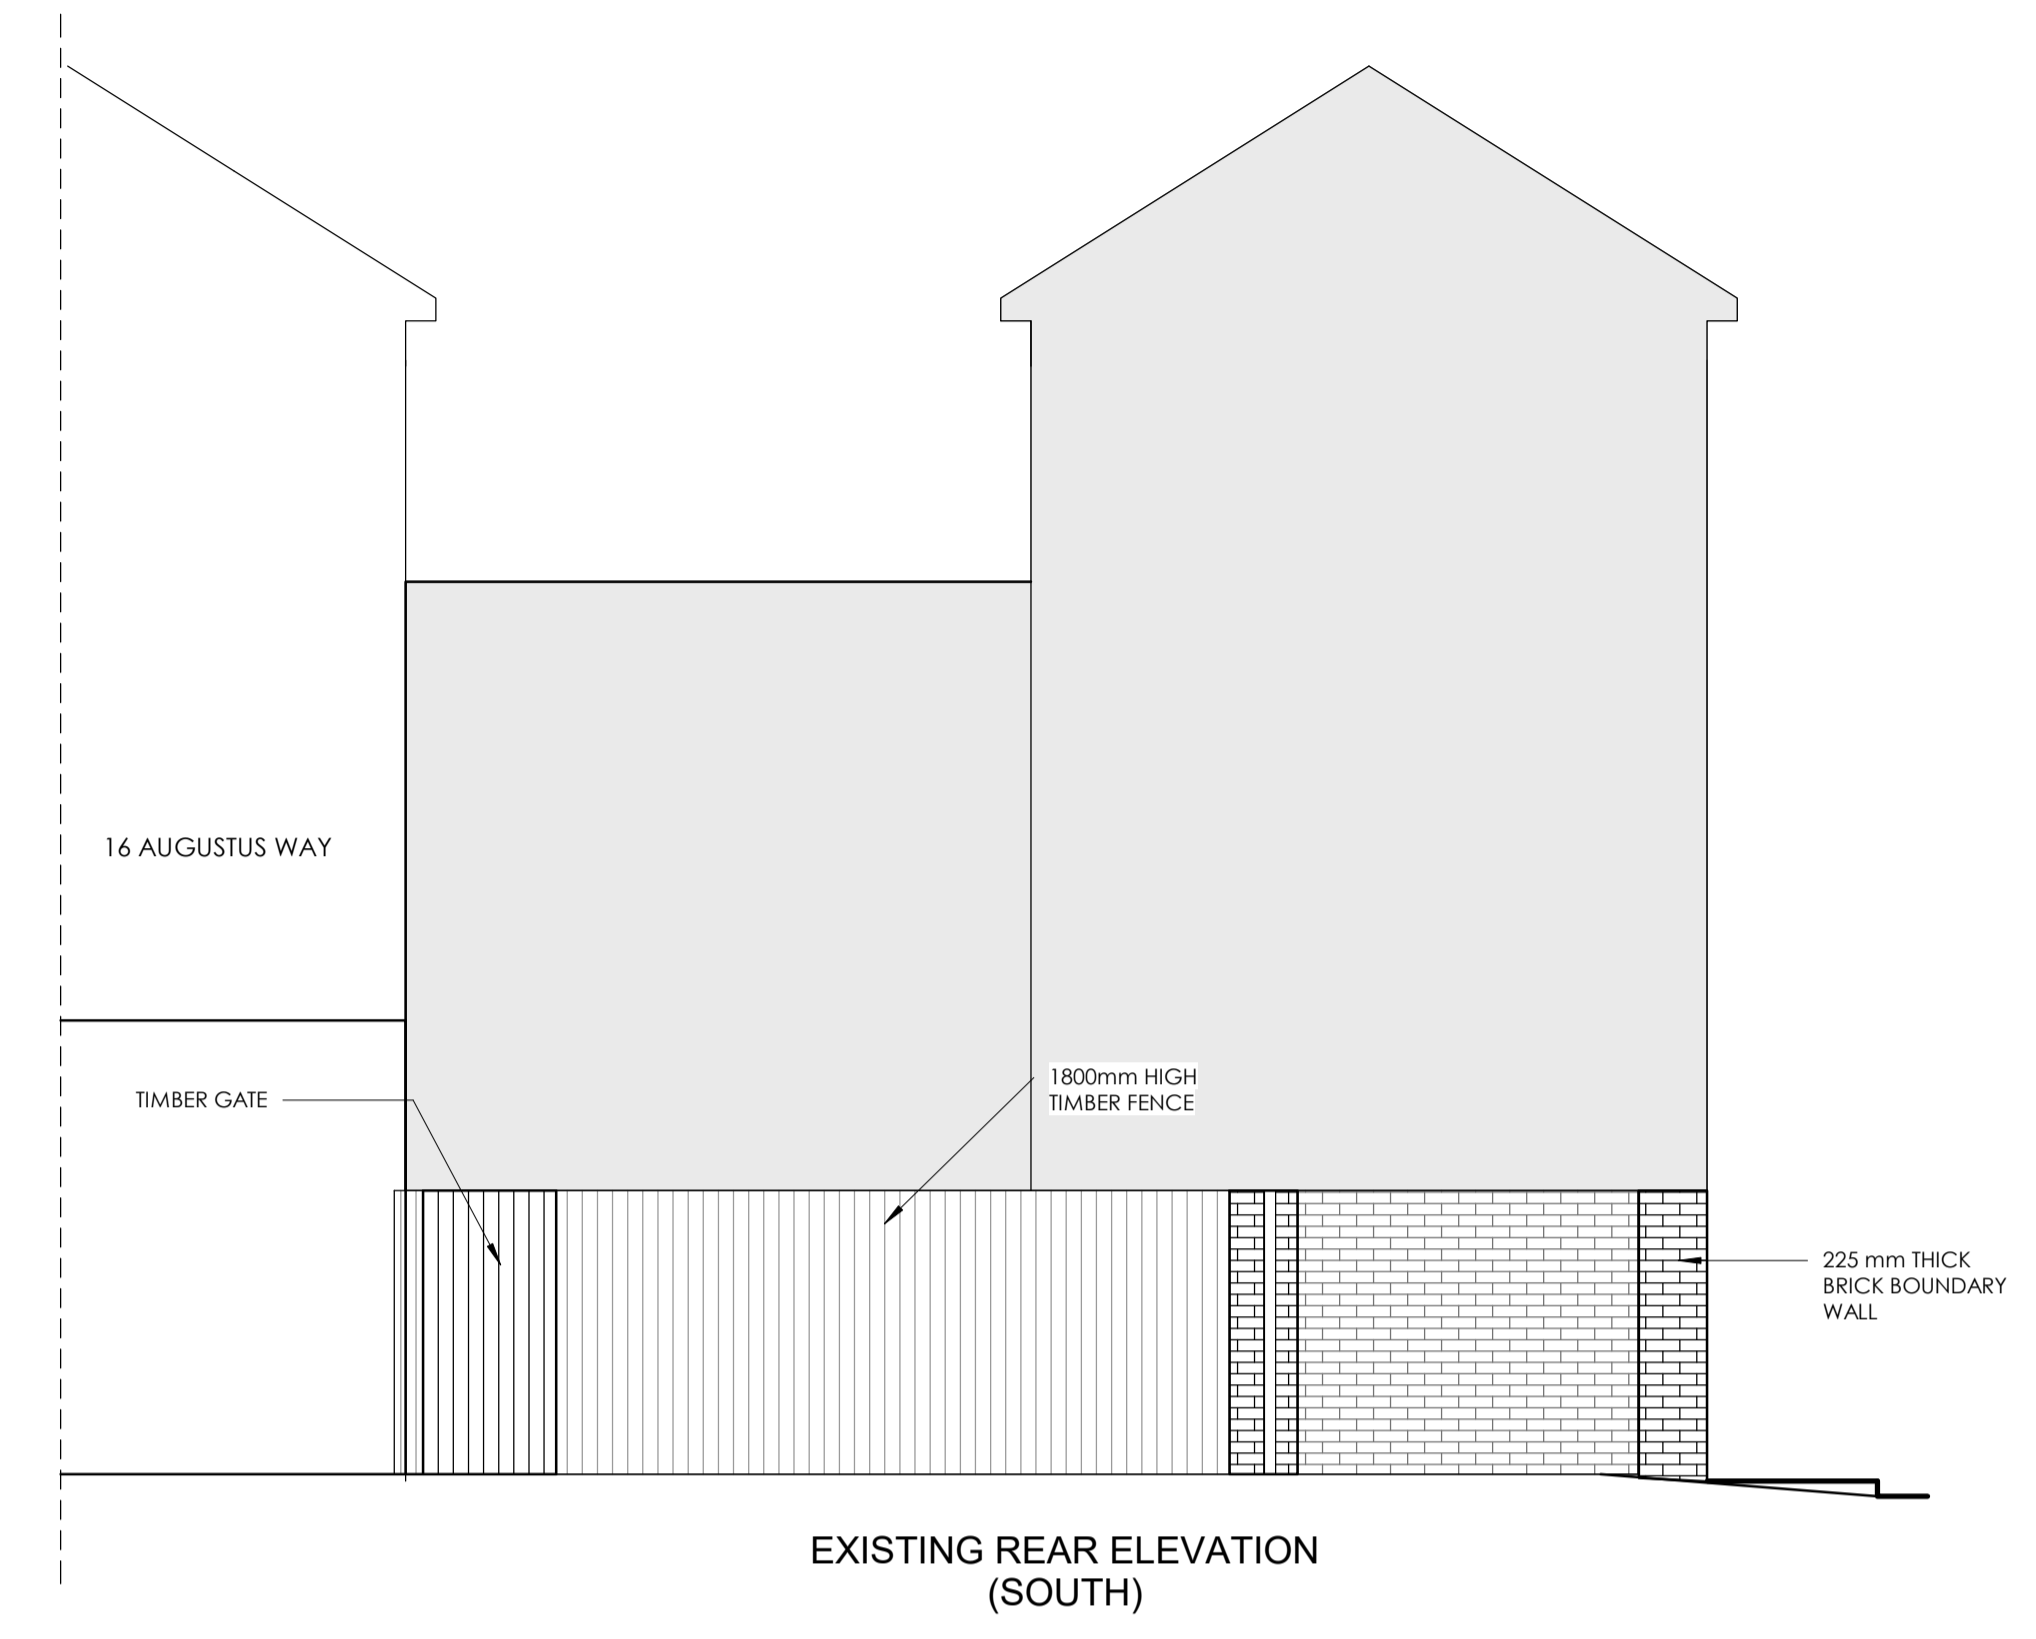 16 AUGUSTUS WAY
TIMBER GATE
1800mm HIGH
TIMBER FENCE
225 mm THICK
BRICK BOUNDARY
WALL
EXISTING REAR ELEVATION
(SOUTH)